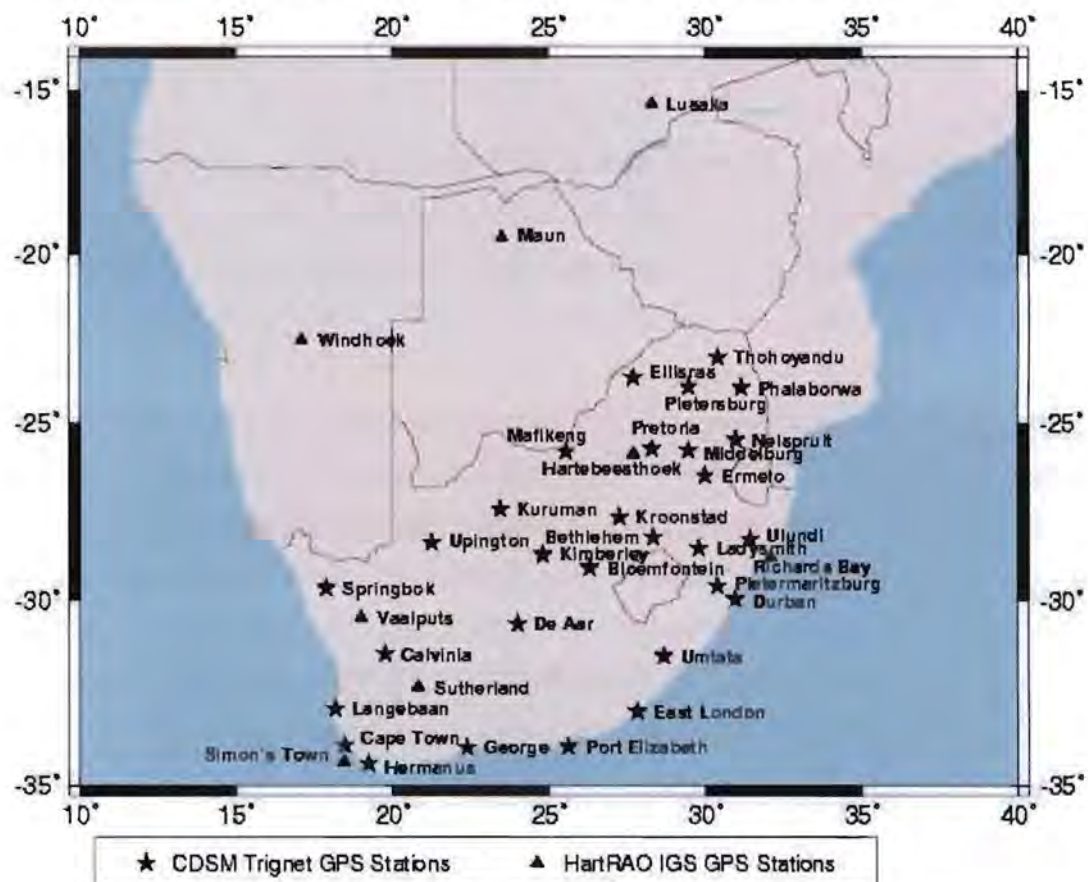 10° 15° 20° 25° 30° 35° 40°
-15° -15°
Lusaka
Maun
-20° -20°
Windhoek
Thohoyandu
Ellisras
Phalaborwa
Pietersburg
-25° -25°
Pretoria
Mafikeng
Nelspruit
Middelburg
Hartebeesthoek
Ermelo
Kuruman
Kroonstad
Bethlehem
Ulundi
Upington
Ladysmith
Kimberley
Bloemfontein
Richards Bay
Springbok
Pietermaritzburg
-30° -30°
Durban
Vaalputs
De Aar
Calvinia
Umtata
Sutherland
Langebaan
East London
Cape Town
George
Port Elizabeth
Simon's Town
Hermanus
-35° -35°
10° 15° 20° 25° 30° 35° 40°
CDSM Trignet GPS Stations
HartRAO IGS GPS Stations